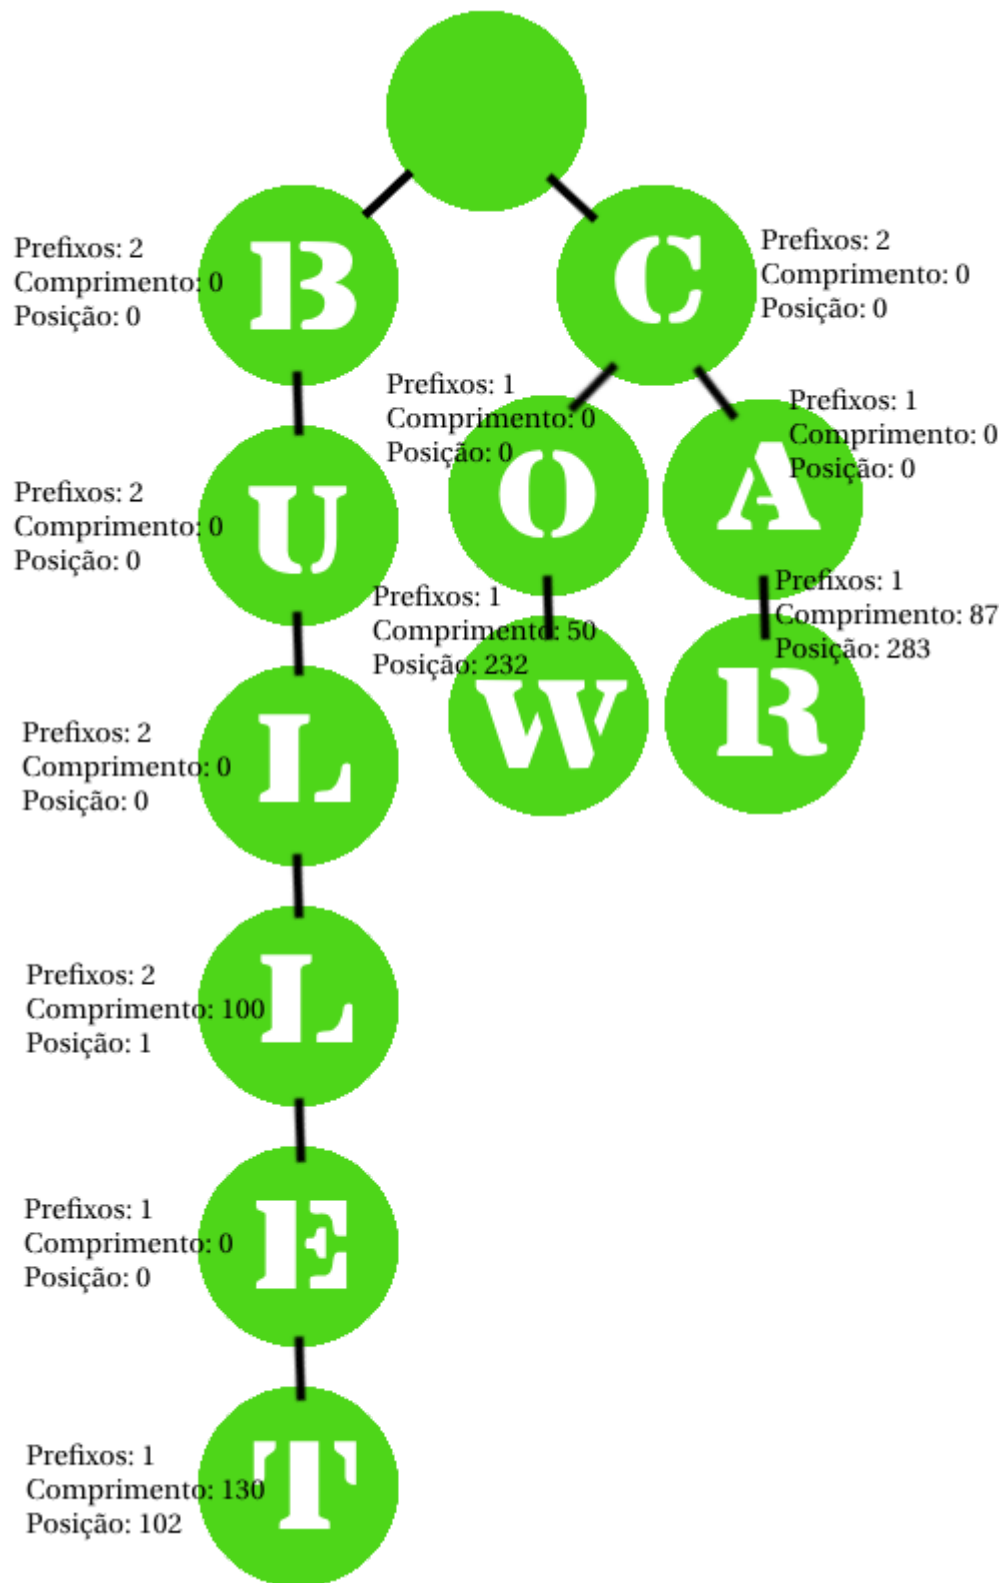 B
Prefixos: 2
Comprimento: 0
Posição: 0
C
Prefixos: 2
Comprimento: 0
Posição: 0
U
Prefixos: 2
Comprimento: 0
Posição: 0
O
Prefixos: 1
Comprimento: 0
Posição: 0
A
Prefixos: 1
Comprimento: 0
Posição: 0
L
Prefixos: 2
Comprimento: 0
Posição: 0
W
Prefixos: 1
Comprimento: 50
Posição: 232
R
Prefixos: 1
Comprimento: 87
Posição: 283
L
Prefixos: 2
Comprimento: 100
Posição: 1
E
Prefixos: 1
Comprimento: 0
Posição: 0
T
Prefixos: 1
Comprimento: 130
Posição: 102